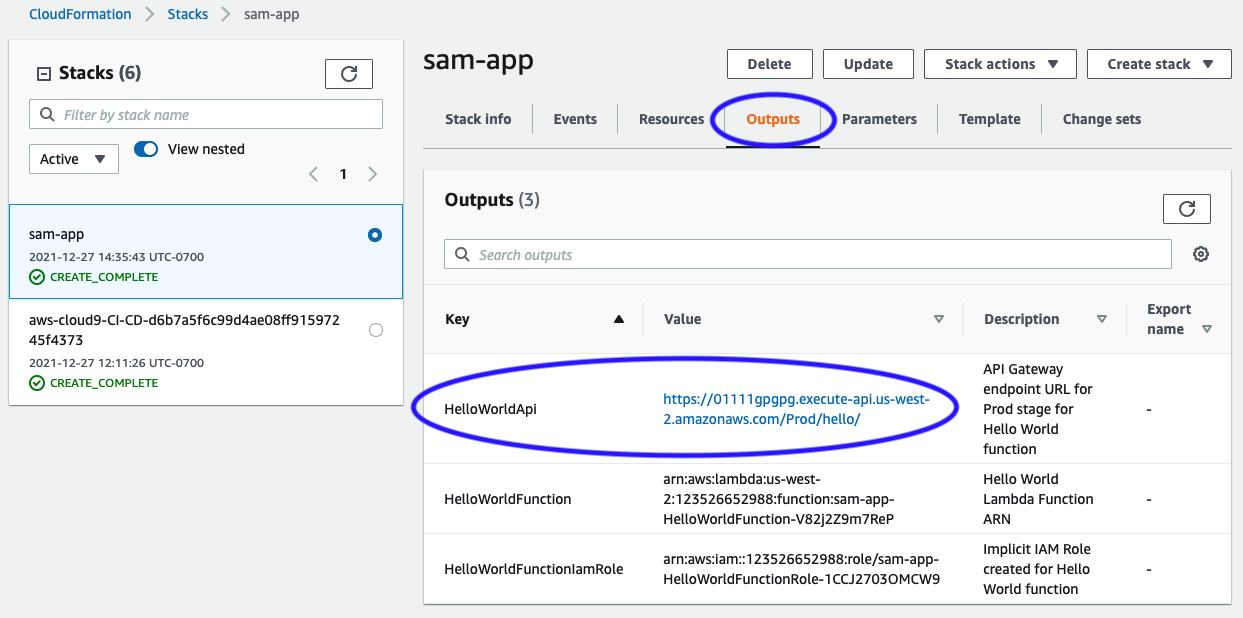 CloudFormation > Stacks > sam-app
Stacks (6)
Filter by stack name
Active
View nested
1
sam-app
2021-12-27 14:35:43 UTC-0700
CREATE_COMPLETE
aws-cloud9-CI-CD-d6b7a5f6c99d4ae08ff915972
45f4373
2021-12-27 12:11:26 UTC-0700
CREATE_COMPLETE
sam-app
Delete
Update
Stack actions
Create stack
Stack info
Events
Resources
Outputs
Parameters
Template
Change sets
Outputs (3)
Search outputs
Key
Value
Description
Export
name
HelloWorldApi
https://01111gpgpg.execute-api.us-west-
2.amazonaws.com/Prod/hello/
API Gateway
endpoint URL for
Prod stage for
Hello World
function
-
HelloWorldFunction
arn:aws:lambda:us-west-
2:123526652988:function:sam-app-
HelloWorldFunction-V82j2Z9m7ReP
Hello World
Lambda Function
ARN
-
HelloWorldFunctionIamRole
arn:aws:iam::123526652988:role/sam-app-
HelloWorldFunctionRole-1CCJ2703OMCW9
Implicit IAM Role
created for Hello
World function
-